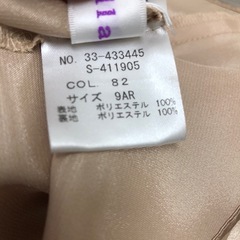 NO. 33-433445
S-411905
COL. 82
サイズ 9AR
表地 ポリエステル 100%
裏地 ポリエステル 100%